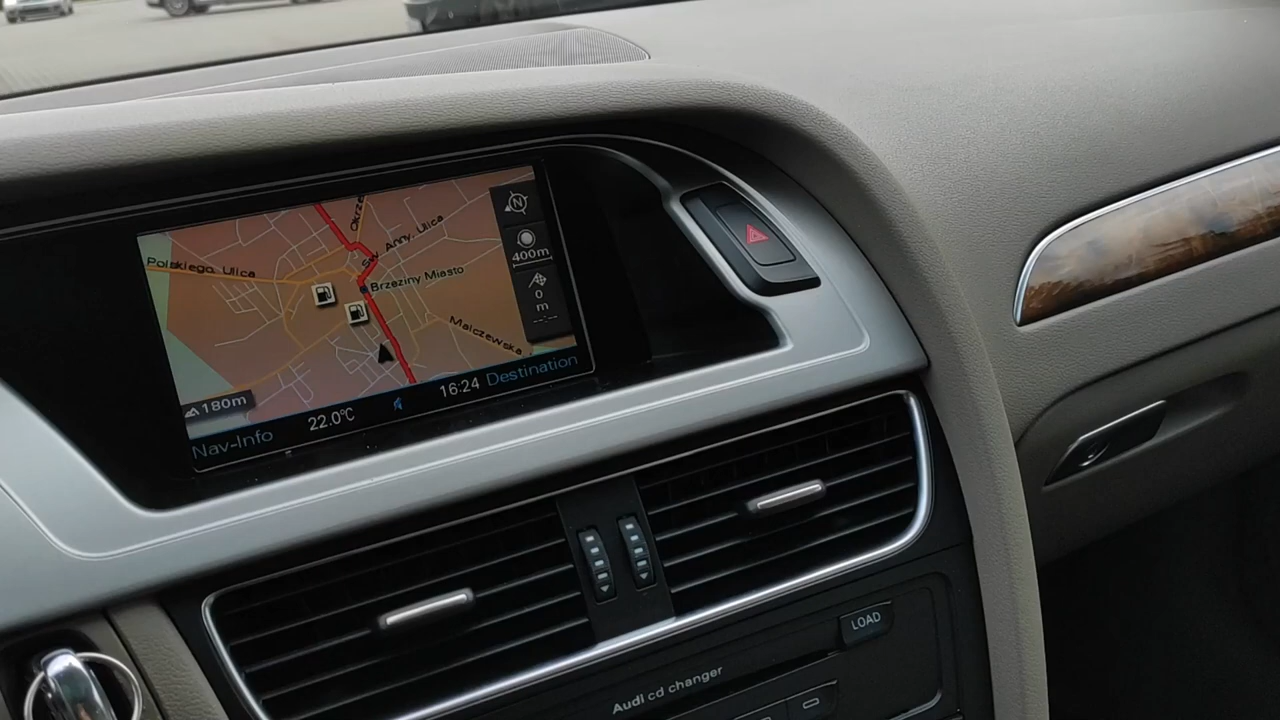 N
Okrze
Św. Anny, Ulica
400m
Polskiego, Ulica
Brzeziny Miasto
0
m
--.--
Malczewska
180m
16:24 Destination
22.0°C
Nav-Info
LOAD
Audi cd changer